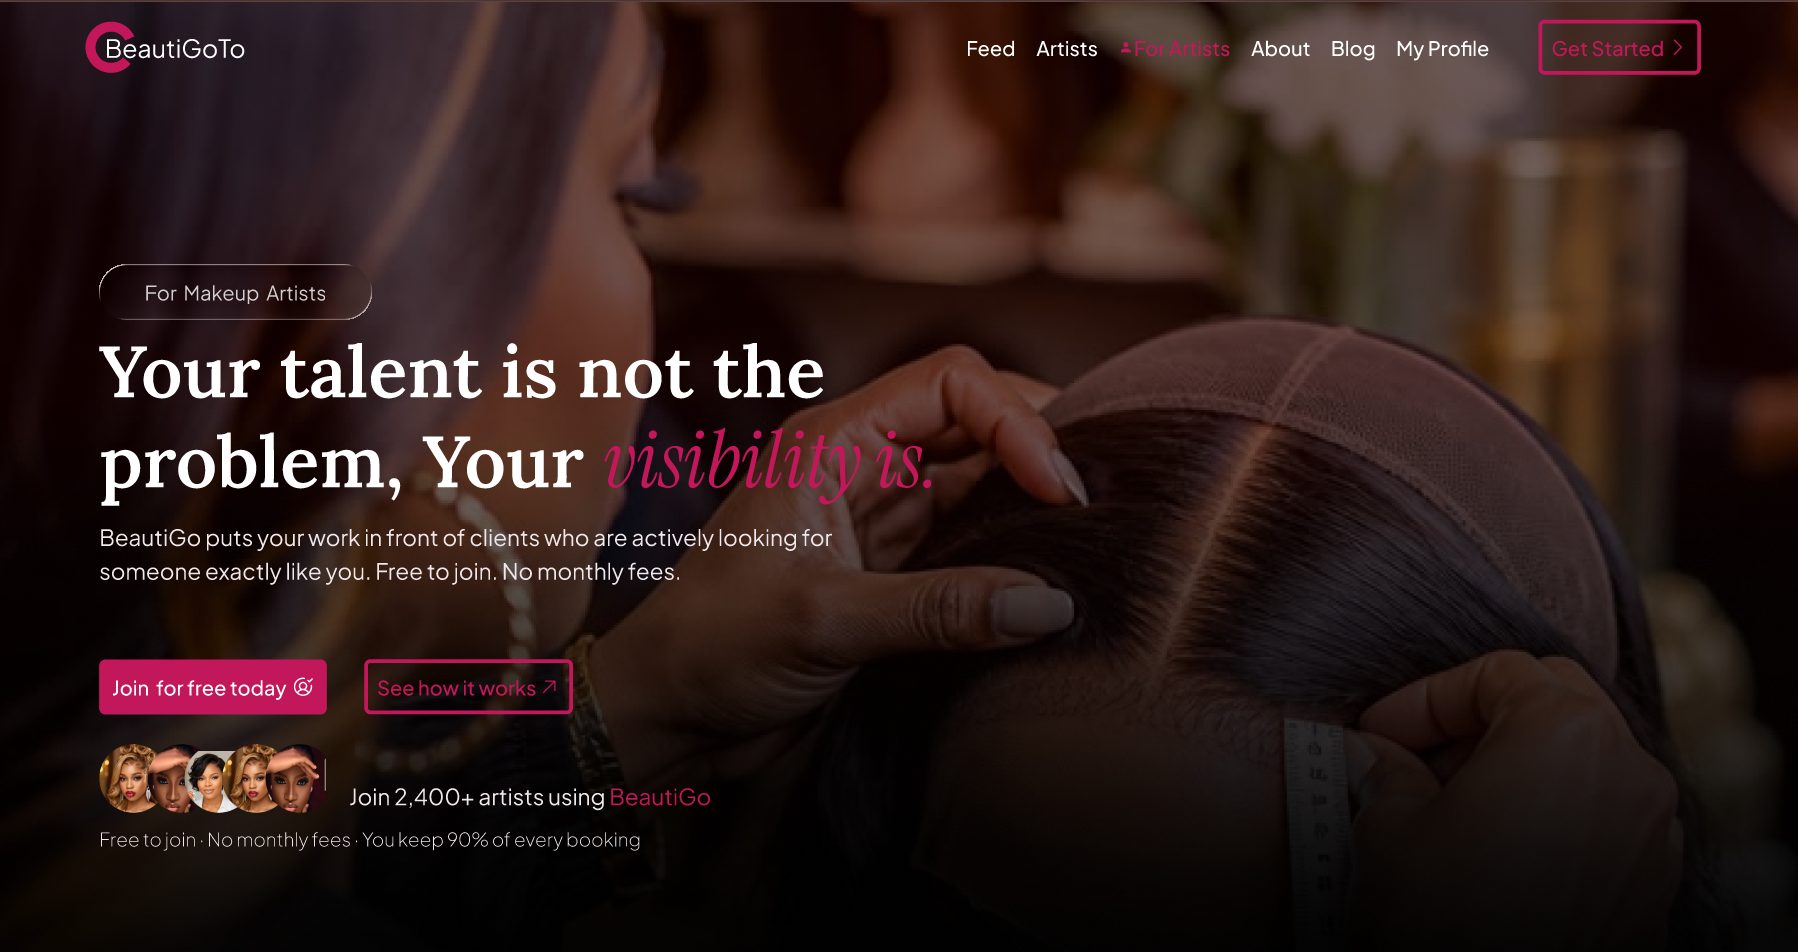 BeautiGoTo
Feed Artists For Artists About Blog My Profile Get Started
For Makeup Artists
Your talent is not the
problem, Your visibility is.
BeautiGo puts your work in front of clients who are actively looking for
someone exactly like you. Free to join. No monthly fees.
Join for free today See how it works
Join 2,400+ artists using BeautiGo
Free to join · No monthly fees · You keep 90% of every booking